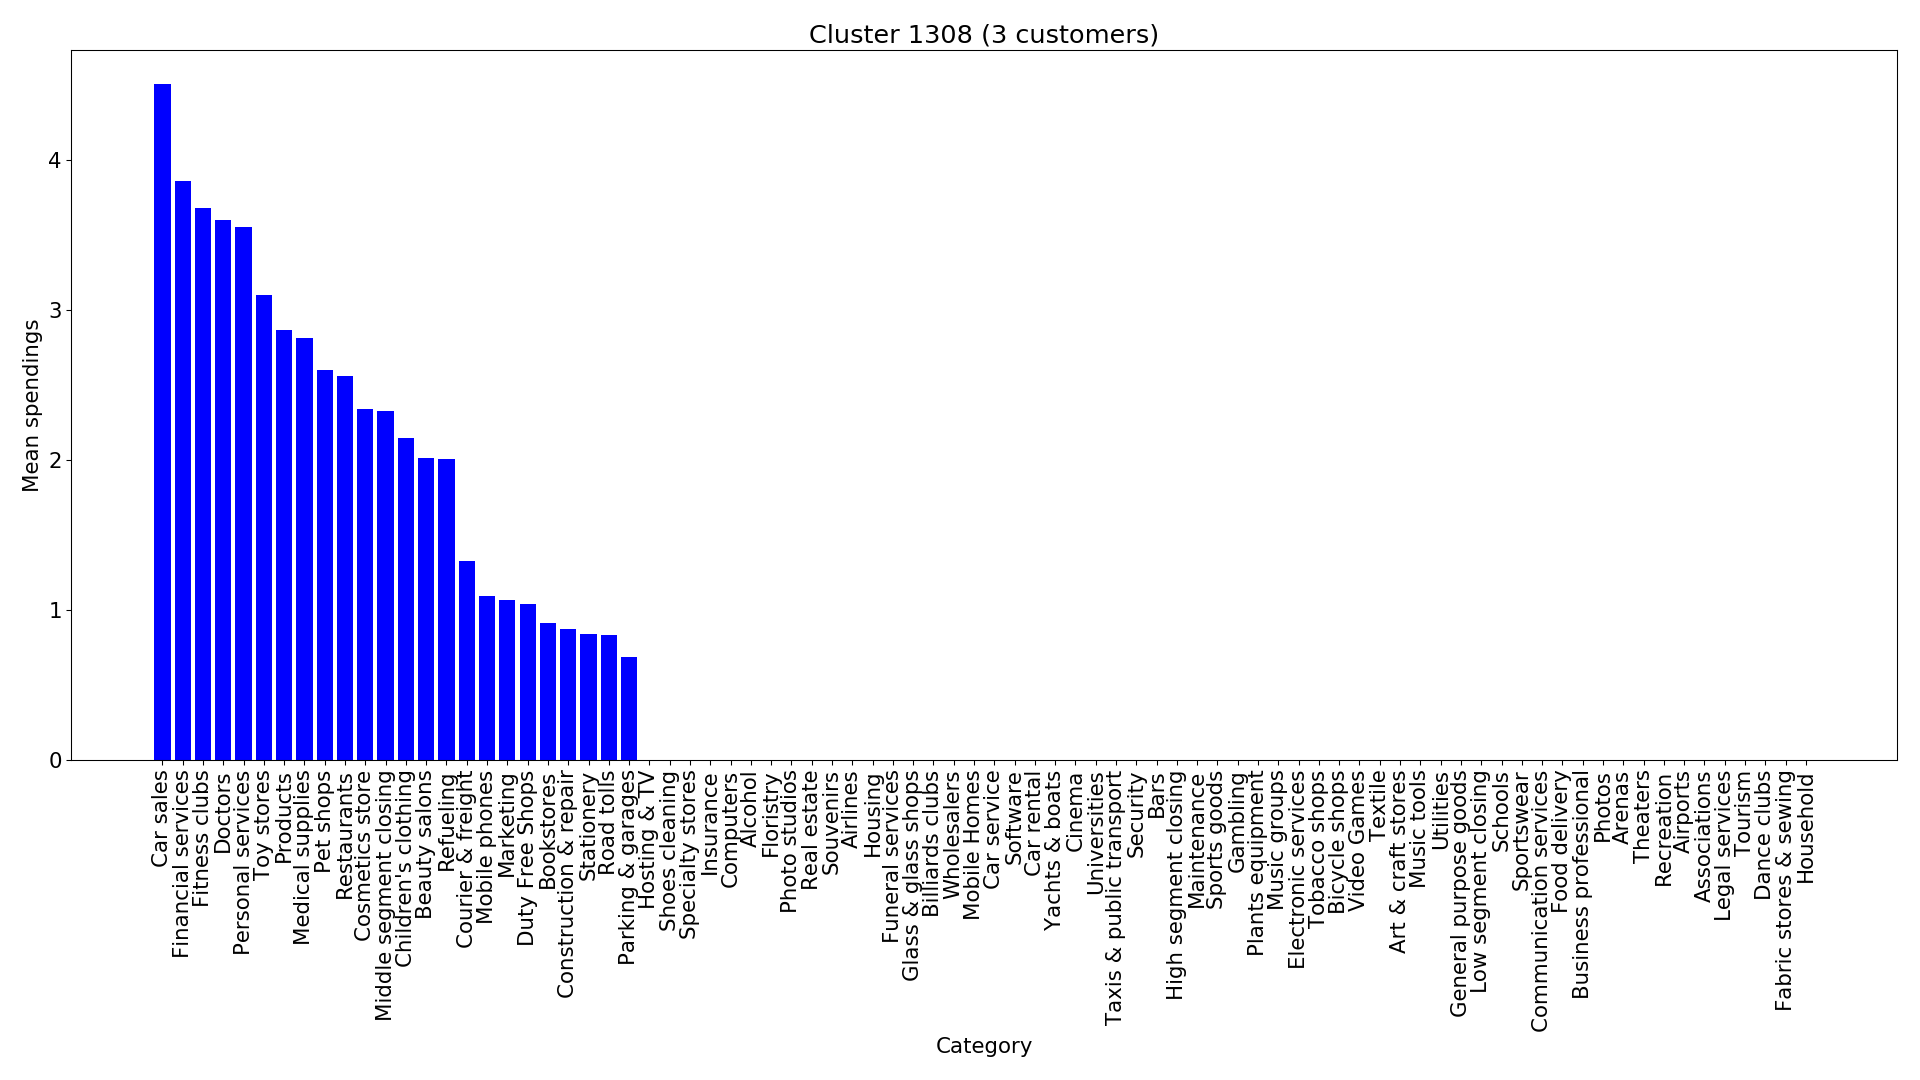 Cluster 1308 (3 customers)
Mean spendings
4
3
2
1
0
Car sales
Financial services
Fitness clubs
Doctors
Personal services
Toy stores
Products
Medical supplies
Pet shops
Restaurants
Cosmetics store
Middle segment closing
Children's clothing
Beauty salons
Refueling
Courier & freight
Mobile phones
Marketing
Duty Free Shops
Bookstores
Construction & repair
Stationery
Road tolls
Parking & garages
Hosting & TV
Shoes cleaning
Specialty stores
Insurance
Computers
Alcohol
Floristry
Photo studios
Real estate
Souvenirs
Airlines
Housing
Funeral services
Glass & glass shops
Billiards clubs
Wholesalers
Mobile Homes
Car service
Software
Car rental
Yachts & boats
Cinema
Universities
Taxis & public transport
Security
Bars
High segment closing
Maintenance
Sports goods
Gambling
Plants equipment
Music groups
Electronic services
Tobacco shops
Bicycle shops
Video Games
Textile
Art & craft stores
Music tools
Utilities
General purpose goods
Low segment closing
Schools
Sportswear
Communication services
Food delivery
Business professional
Photos
Arenas
Theaters
Recreation
Airports
Associations
Legal services
Tourism
Dance clubs
Fabric stores & sewing
Household
Category